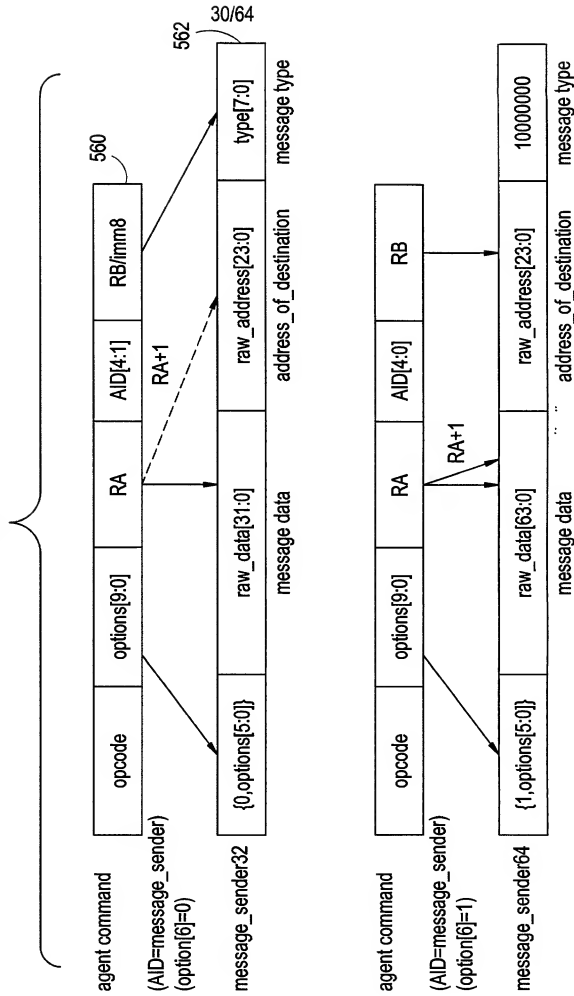 30/64
560
562
agent command
opcode
options[9:0]
RA
AID[4:1]
RB/imm8
(AID=message_sender)
(option[6]=0)
RA+1
message_sender32
{0,options[5:0]}
raw_data[31:0]
raw_address[23:0]
type[7:0]
message data
address_of_destination
message type
agent command
opcode
options[9:0]
RA
AID[4:0]
RB
(AID=message_sender)
(option[6]=1)
RA+1
message_sender64
{1,options[5:0]}
raw_data[63:0]
raw_address[23:0]
10000000
message data
address_of_destination
message type